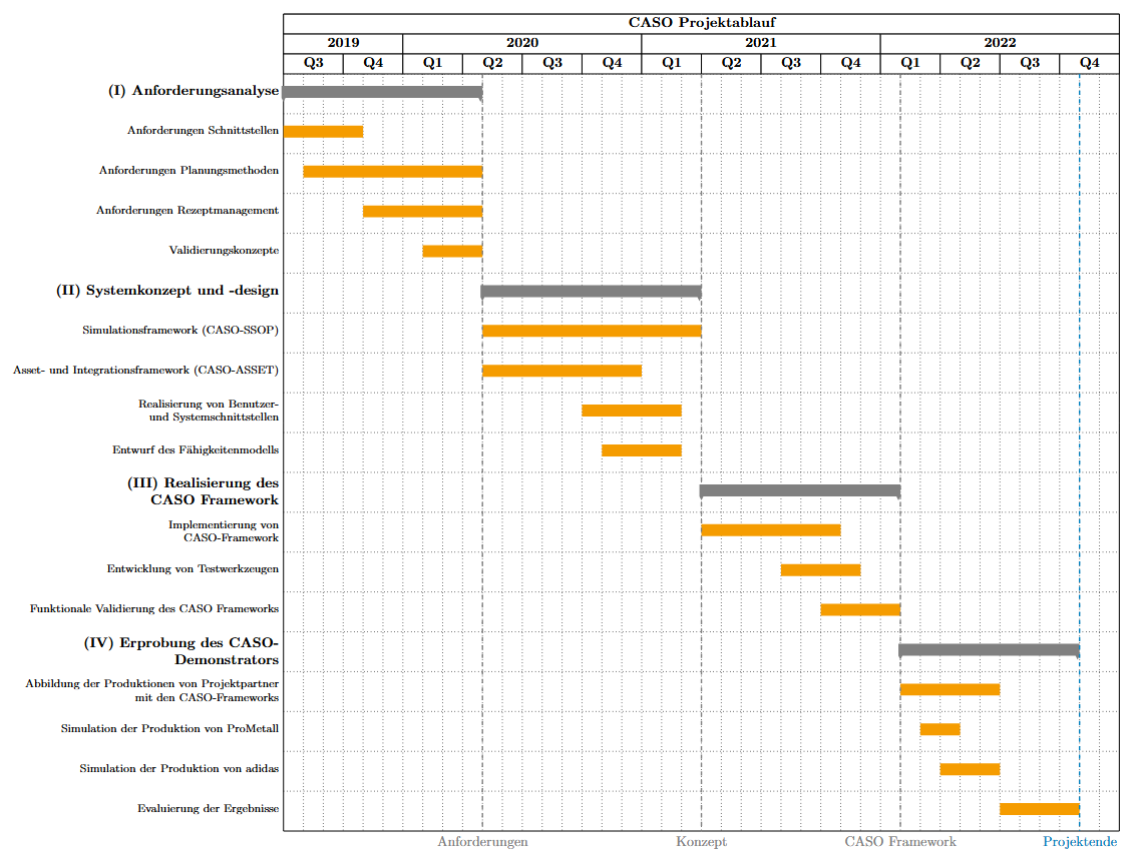 CASO Projektablauf
2019 2020 2021 2022
Q3 Q4 Q1 Q2 Q3 Q4 Q1 Q2 Q3 Q4 Q1 Q2 Q3 Q4
(I) Anforderungsanalyse
Anforderungen Schnittstellen
Anforderungen Planungsmethoden
Anforderungen Rezeptmanagement
Validierungskonzepte
(II) Systemkonzept und -design
Simulationsframework (CASO-SSOP)
Asset- und Integrationsframework (CASO-ASSET)
Realisierung von Benutzer-
und Systemschnittstellen
Entwurf des Fähigkeitenmodells
(III) Realisierung des
CASO Framework
Implementierung von
CASO-Framework
Entwicklung von Testwerkzeugen
Funktionale Validierung des CASO Frameworks
(IV) Erprobung des CASO-
Demonstrators
Abbildung der Produktionen von Projektpartner
mit den CASO-Frameworks
Simulation der Produktion von ProMetall
Simulation der Produktion von adidas
Evaluierung der Ergebnisse
Anforderungen Konzept CASO Framework Projektende